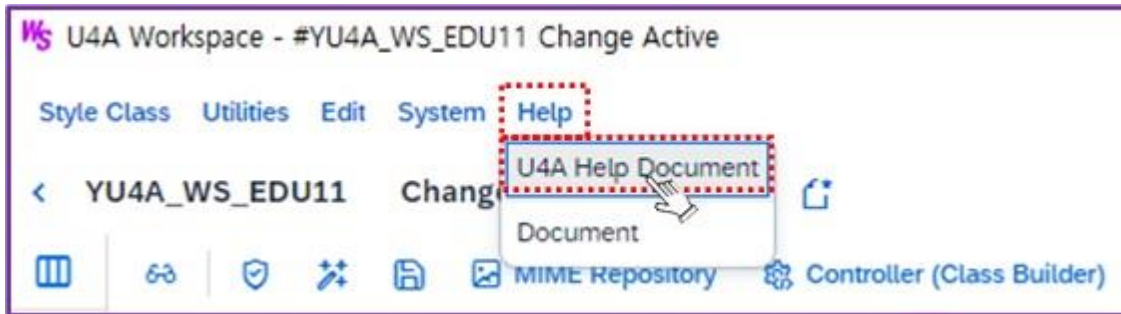 WS U4A Workspace - #YU4A_WS_EDU11 Change Active
Style Class Utilities Edit System Help
U4A Help Document
YU4A_WS_EDU11 Chang
Document
MIME Repository Controller (Class Builder)